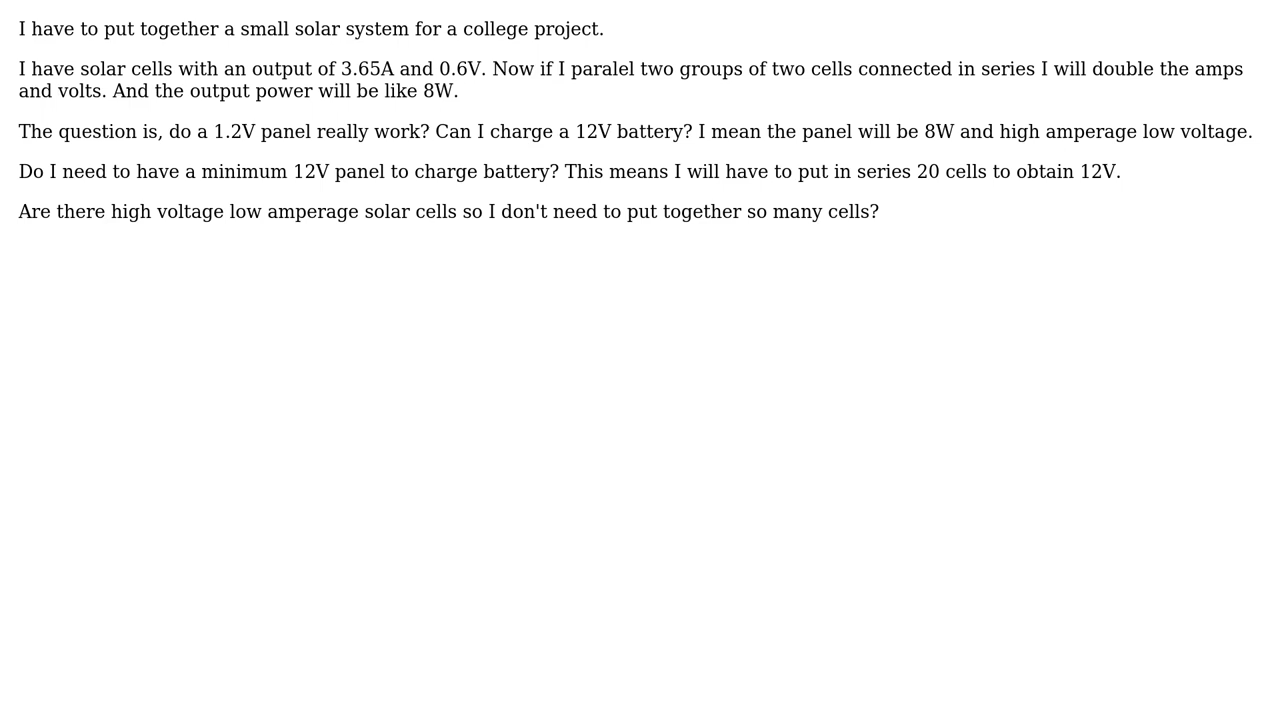 I have to put together a small solar system for a college project.
I have solar cells with an output of 3.65A and 0.6V. Now if I paralel two groups of two cells connected in series I will double the amps
and volts. And the output power will be like 8W.
The question is, do a 1.2V panel really work? Can I charge a 12V battery? I mean the panel will be 8W and high amperage low voltage.
Do I need to have a minimum 12V panel to charge battery? This means I will have to put in series 20 cells to obtain 12V.
Are there high voltage low amperage solar cells so I don't need to put together so many cells?